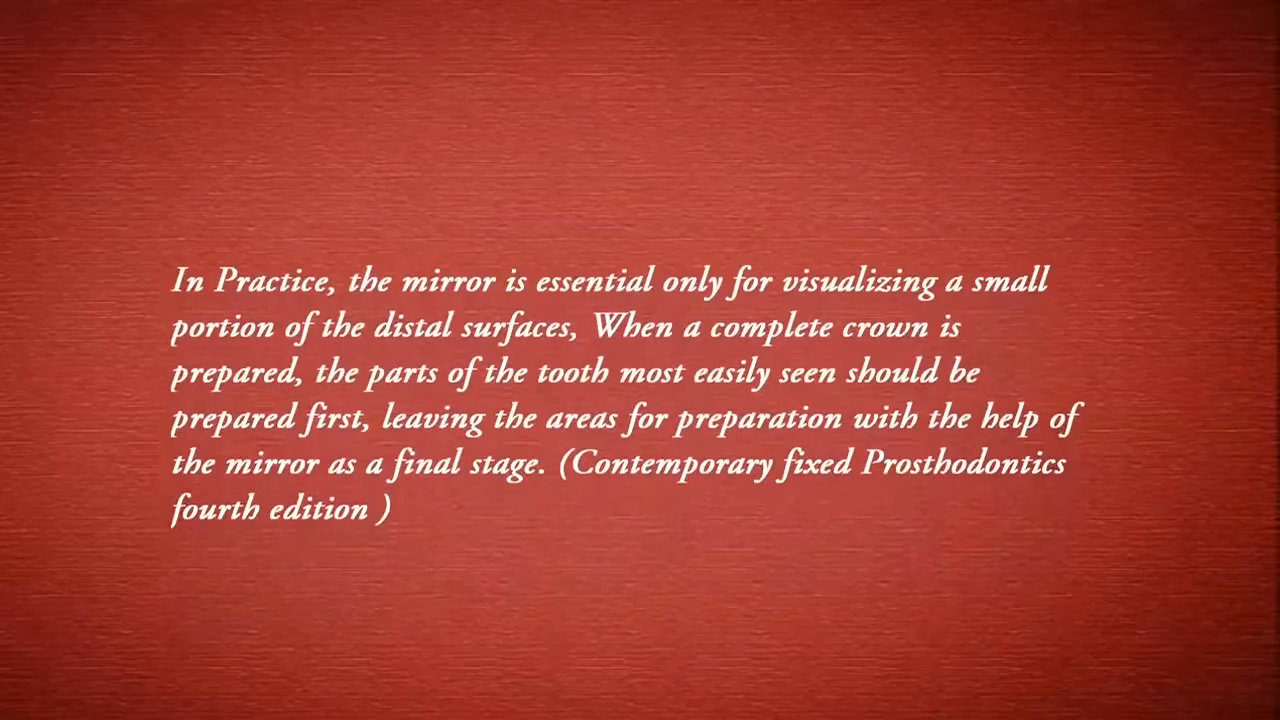 In Practice, the mirror is essential only for visualizing a small
portion of the distal surfaces, When a complete crown is
prepared, the parts of the tooth most easily seen should be
prepared first, leaving the areas for preparation with the help of
the mirror as a final stage. (Contemporary fixed Prosthodontics
fourth edition )